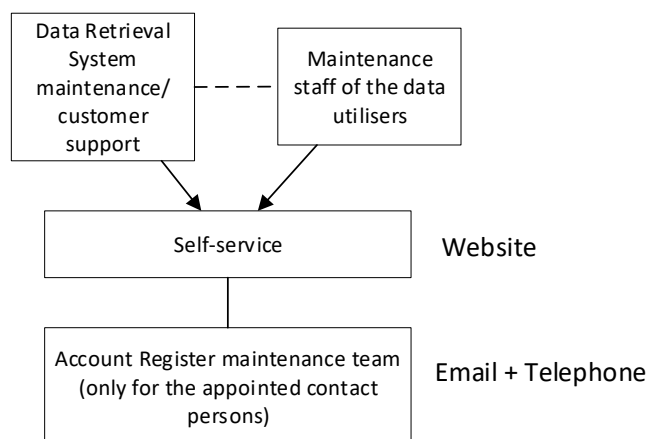 Data Retrieval
System
maintenance/
customer
support
Maintenance
staff of the data
utilisers
Self-service
Website
Account Register maintenance team
(only for the appointed contact
persons)
Email + Telephone